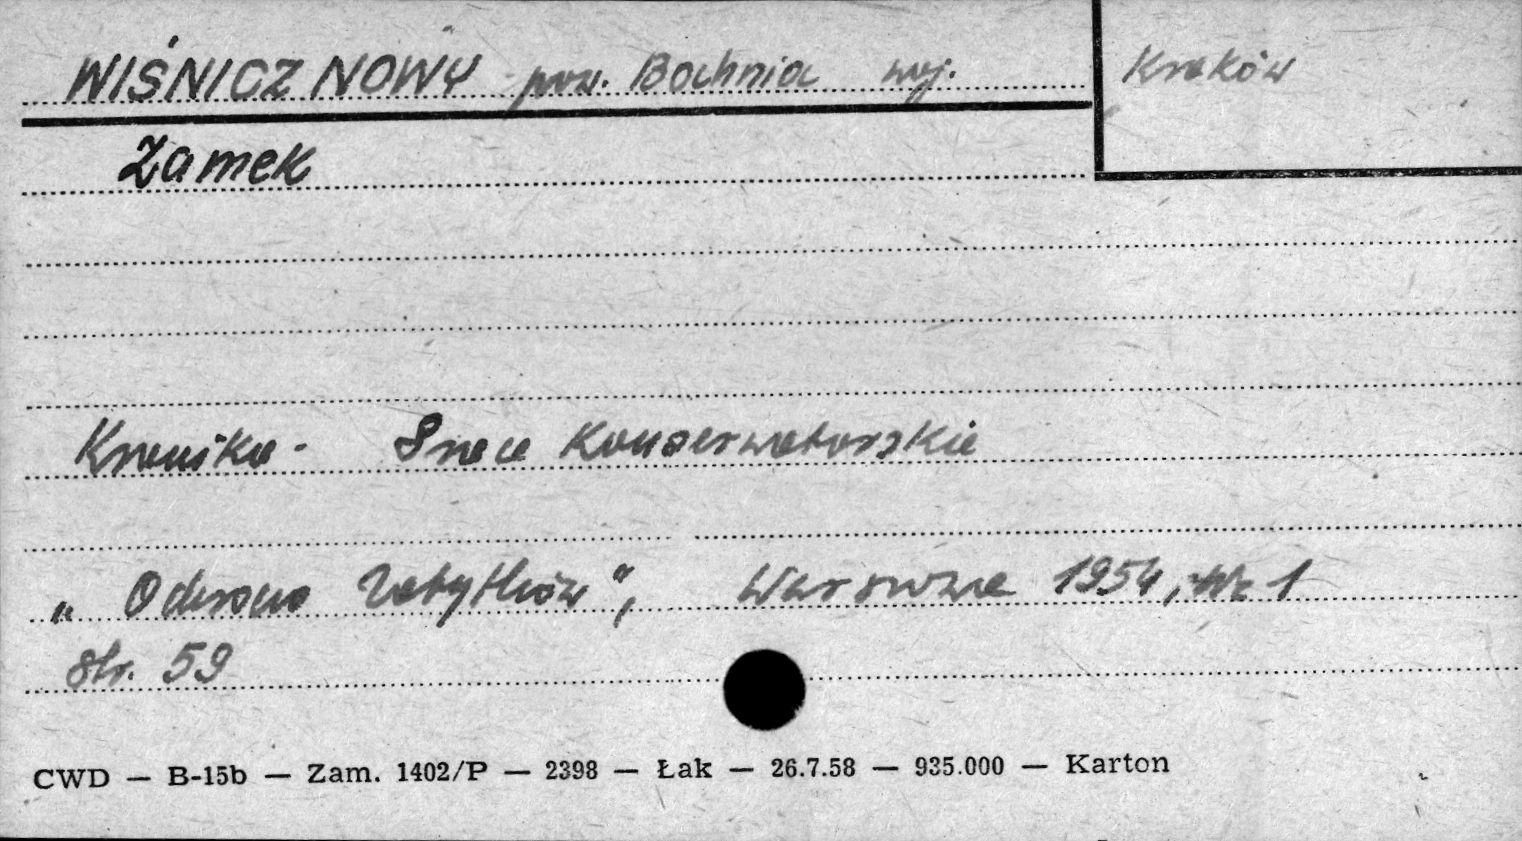 WIŚNICZ NOWY pow. Bochnia woj. Kraków
Zamek
Kronika - Prace Konserwatorskie
„Ochrona Zabytków”, Warszawa 1954, Nr 1
str. 59
CWD — B-15b — Zam. 1402/P — 2398 — Łak — 26.7.58 — 935.000 — Karton